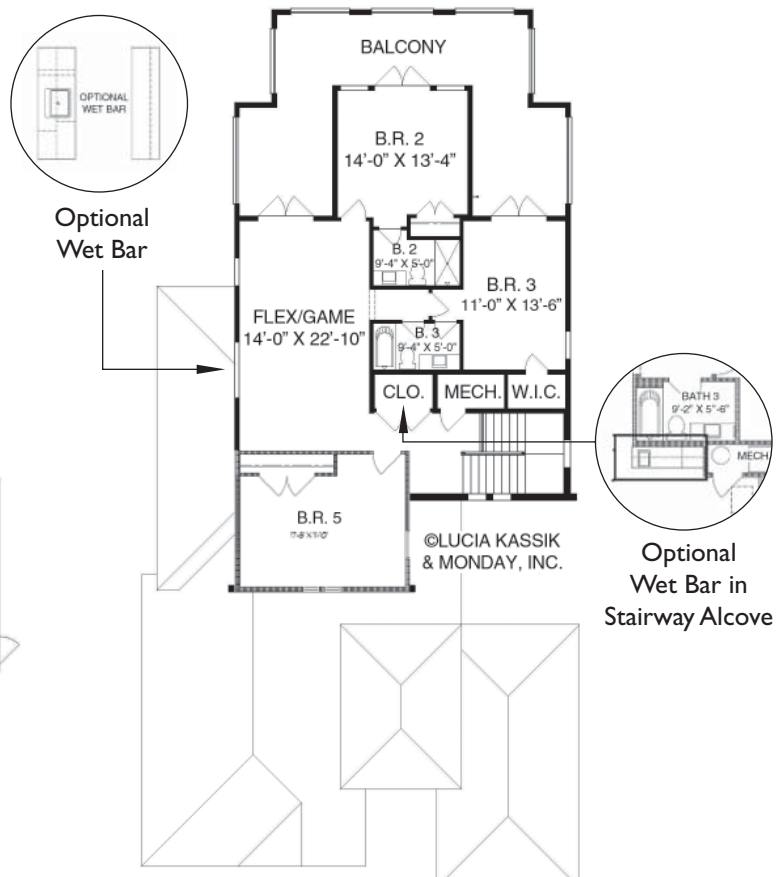 BALCONY
OPTIONAL
WET BAR
Optional
Wet Bar
B.R. 2
14’-0” X 13’-4”
B. 2
9’-4” X 5’-0”
B.R. 3
11’-0” X 13’-6”
FLEX/GAME
14’-0” X 22’-10”
B. 3
9’-4” X 5’-0”
CLO.
MECH.
W.I.C.
BATH 3
9’-2” X 5’-6”
MECH
B.R. 5
©LUCIA KASSIK
& MONDAY, INC.
Optional
Wet Bar in
Stairway Alcove